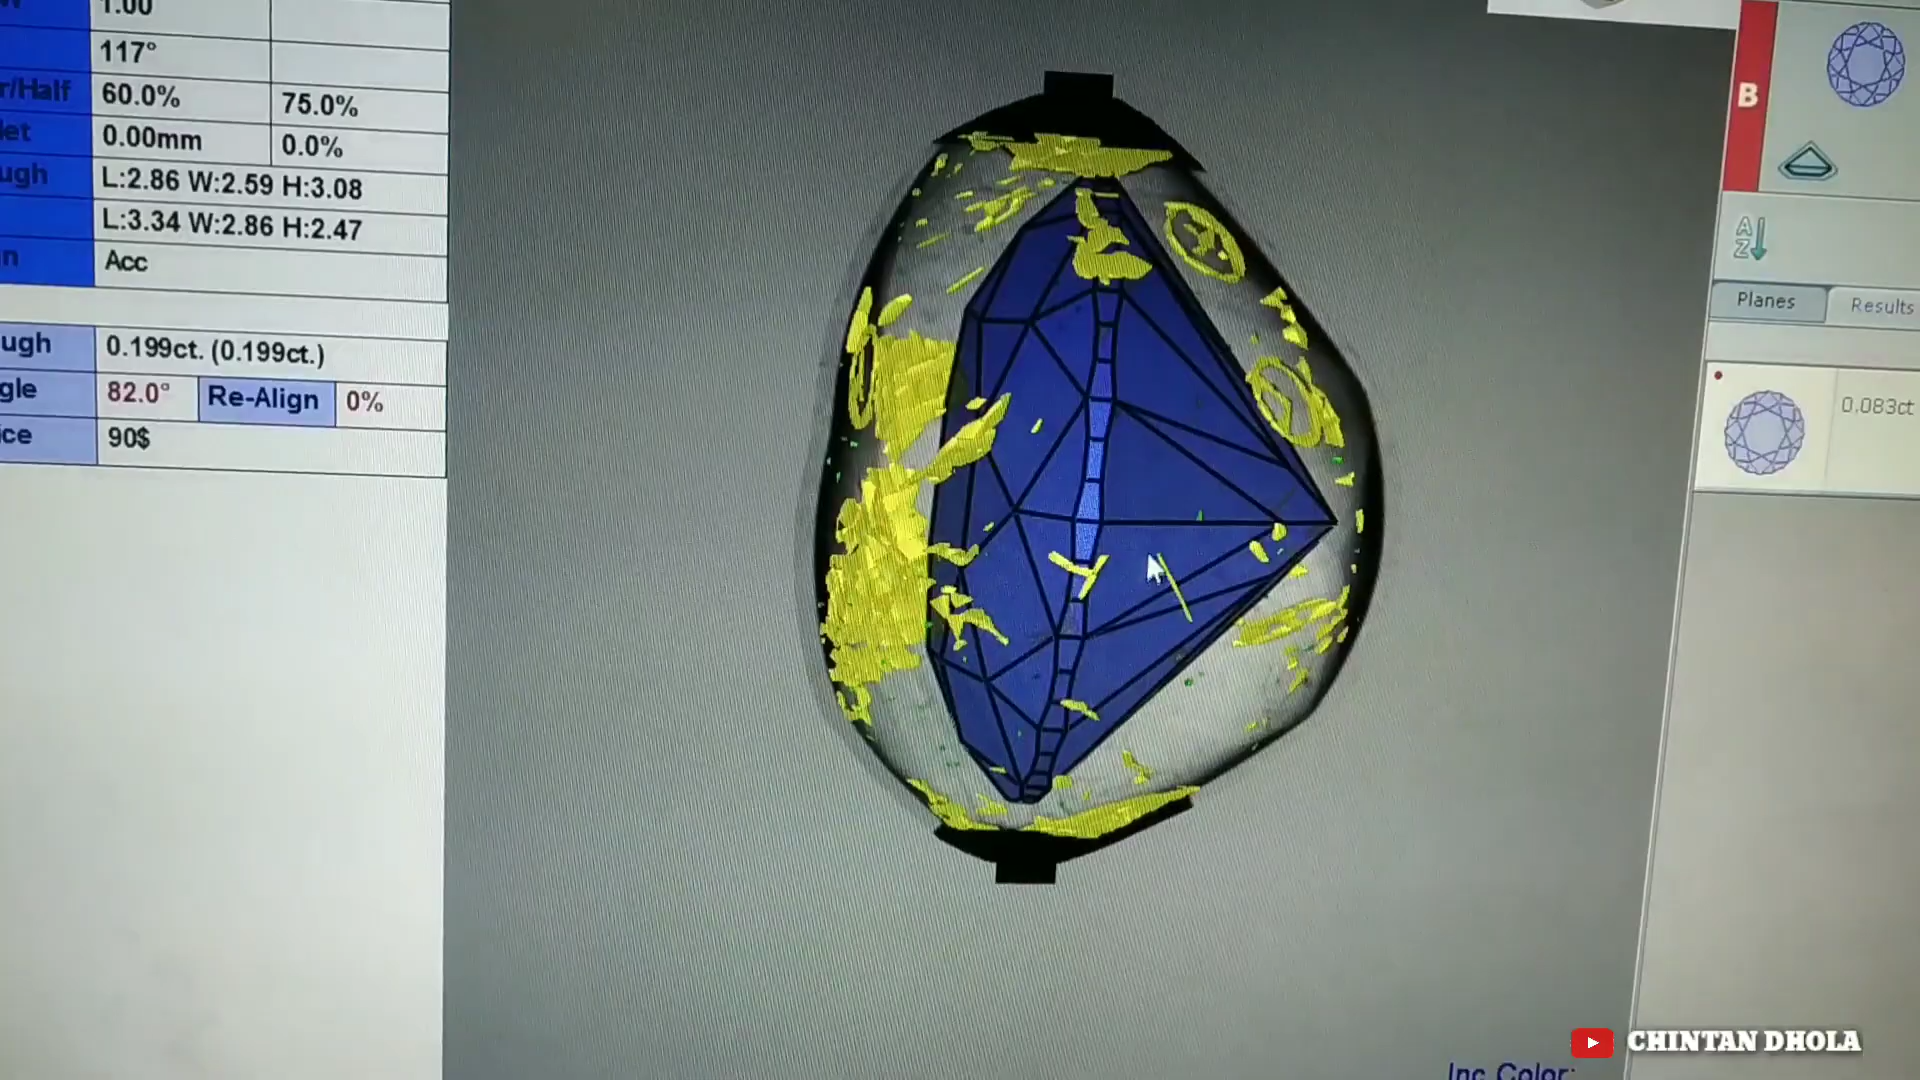 1.00
117°
r/Half 60.0% 75.0%
let 0.00mm 0.0%
ugh L:2.86 W:2.59 H:3.08
L:3.34 W:2.86 H:2.47
n Acc
ugh 0.199ct. (0.199ct.)
gle 82.0° Re-Align 0%
ice 90$
B
A
Z
Planes Results
0.083ct
CHINTAN DHOLA
Inc Color: